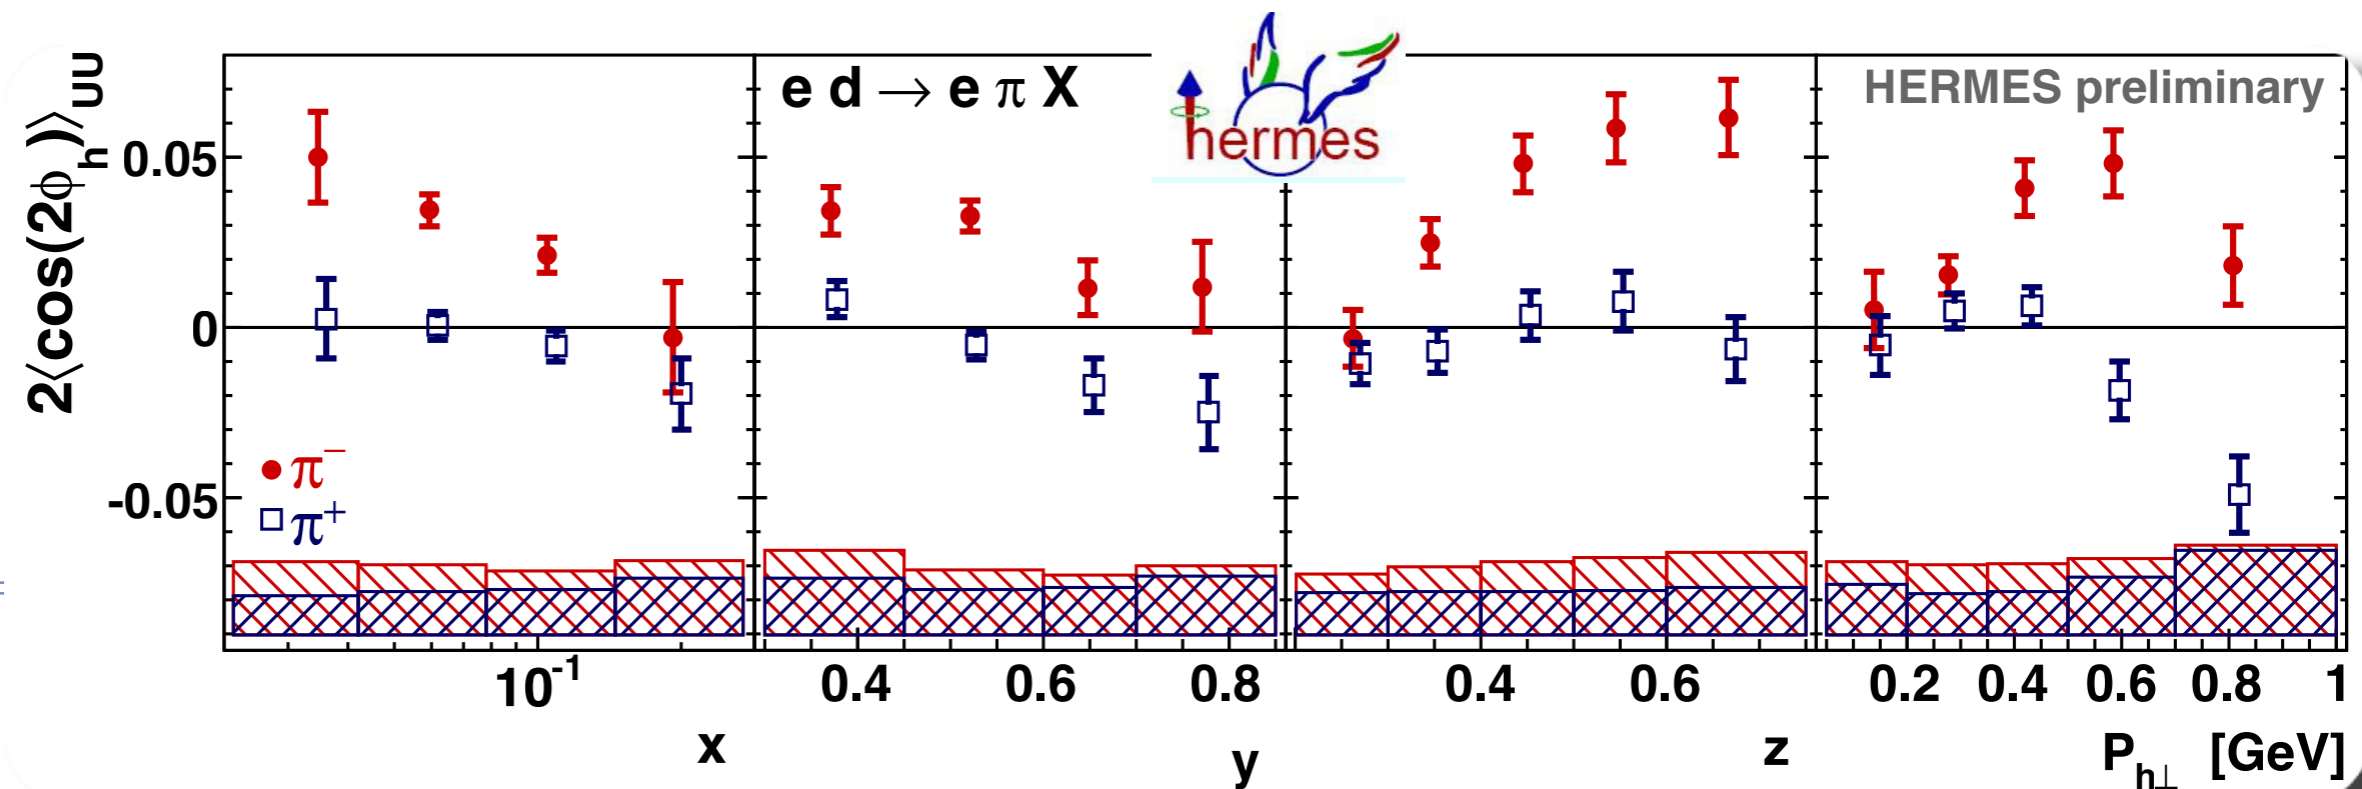 2⟨cos(2ϕh)⟩UU
0.05
0
-0.05
e d → e π X
hermes
HERMES preliminary
π−
π+
10-1
0.4 0.6 0.8
0.4 0.6
0.2 0.4 0.6 0.8 1
x
y
z
Ph⊥ [GeV]